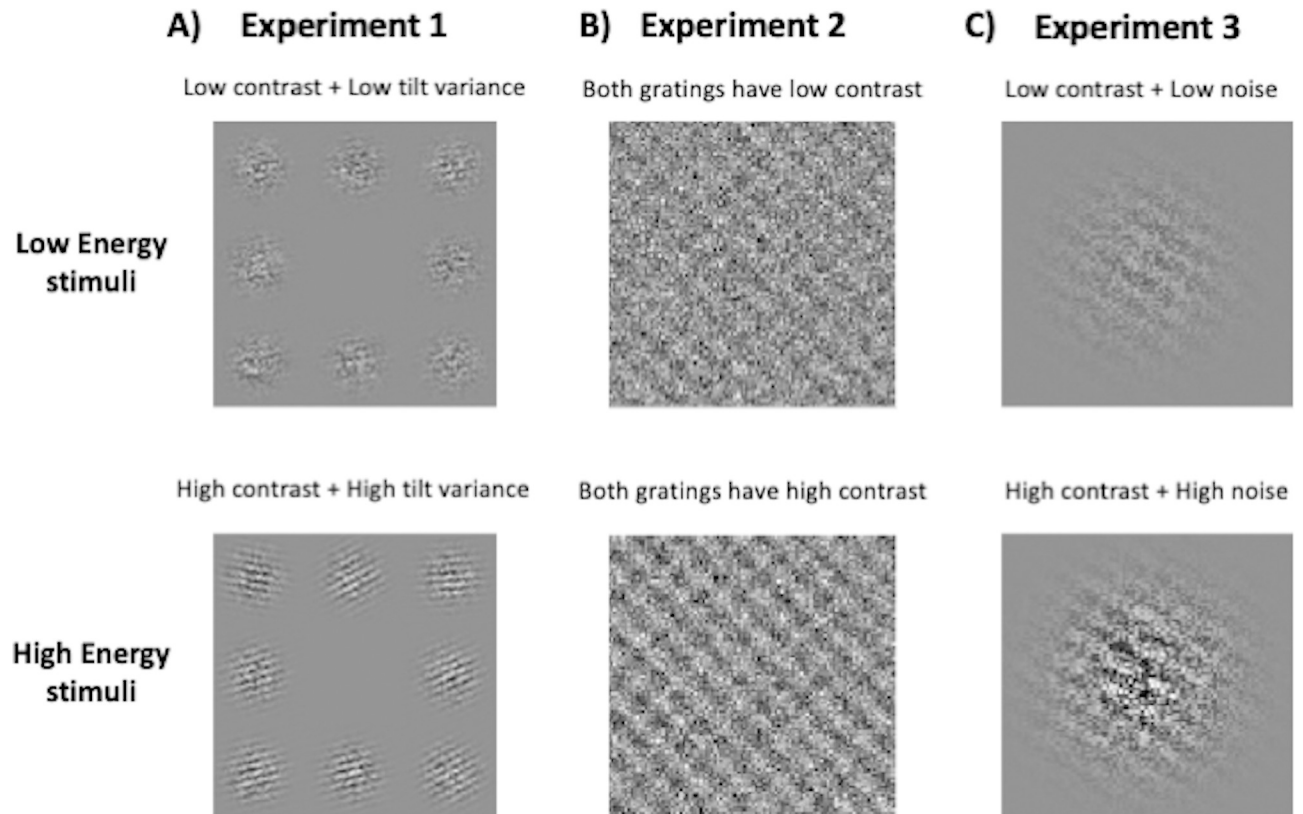 A) Experiment 1
B) Experiment 2
C) Experiment 3
Low contrast + Low tilt variance
Both gratings have low contrast
Low contrast + Low noise
Low Energy
stimuli
High contrast + High tilt variance
Both gratings have high contrast
High contrast + High noise
High Energy
stimuli